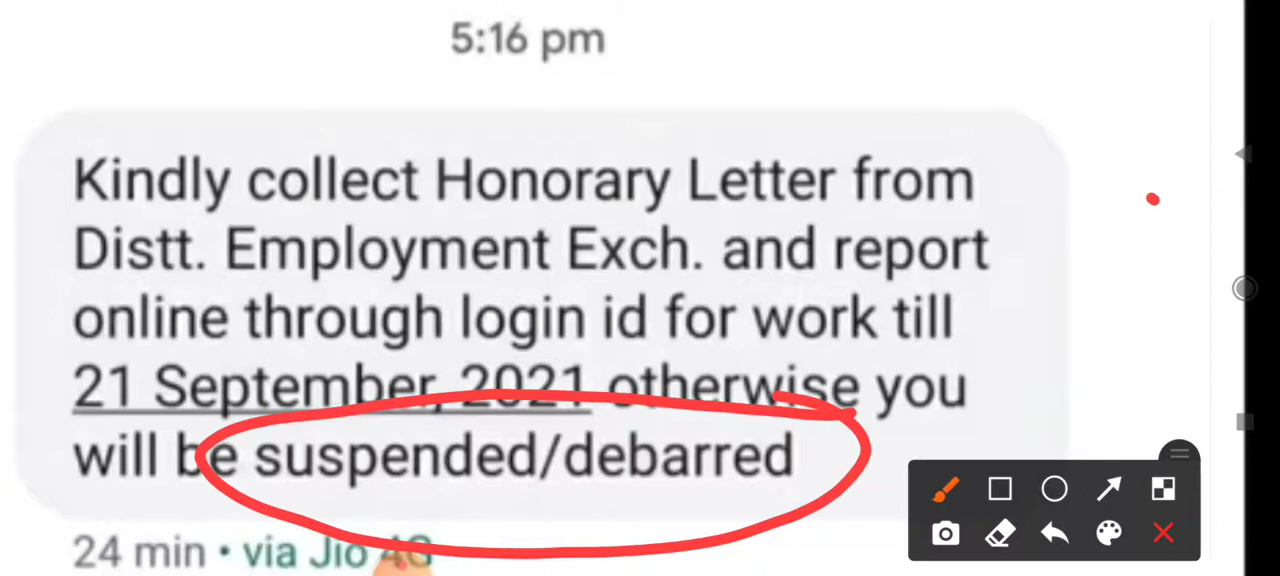 5:16 pm
Kindly collect Honorary Letter from
Distt. Employment Exch. and report
online through login id for work till
21 September, 2021 otherwise you
will be suspended/debarred
24 min • via Jio 4G